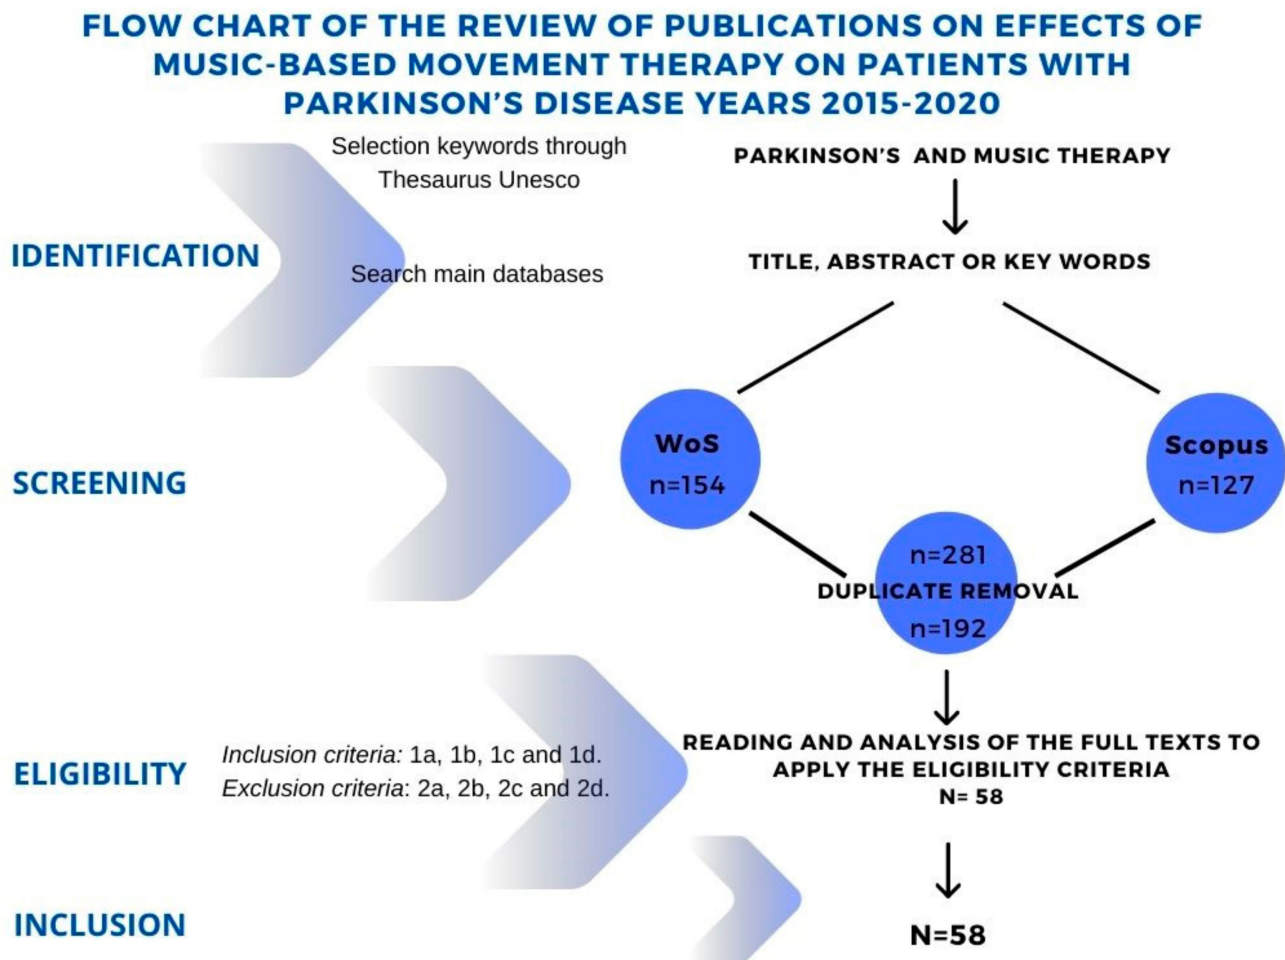 FLOW CHART OF THE REVIEW OF PUBLICATIONS ON EFFECTS OF
MUSIC-BASED MOVEMENT THERAPY ON PATIENTS WITH
PARKINSON'S DISEASE YEARS 2015-2020
IDENTIFICATION
Selection keywords through
Thesaurus Unesco
Search main databases
PARKINSON'S AND MUSIC THERAPY
TITLE, ABSTRACT OR KEY WORDS
SCREENING
WoS
n=154
Scopus
n=127
n=281
DUPLICATE REMOVAL
n=192
ELIGIBILITY
Inclusion criteria: 1a, 1b, 1c and 1d.
Exclusion criteria: 2a, 2b, 2c and 2d.
READING AND ANALYSIS OF THE FULL TEXTS TO
APPLY THE ELIGIBILITY CRITERIA
N= 58
INCLUSION
N=58